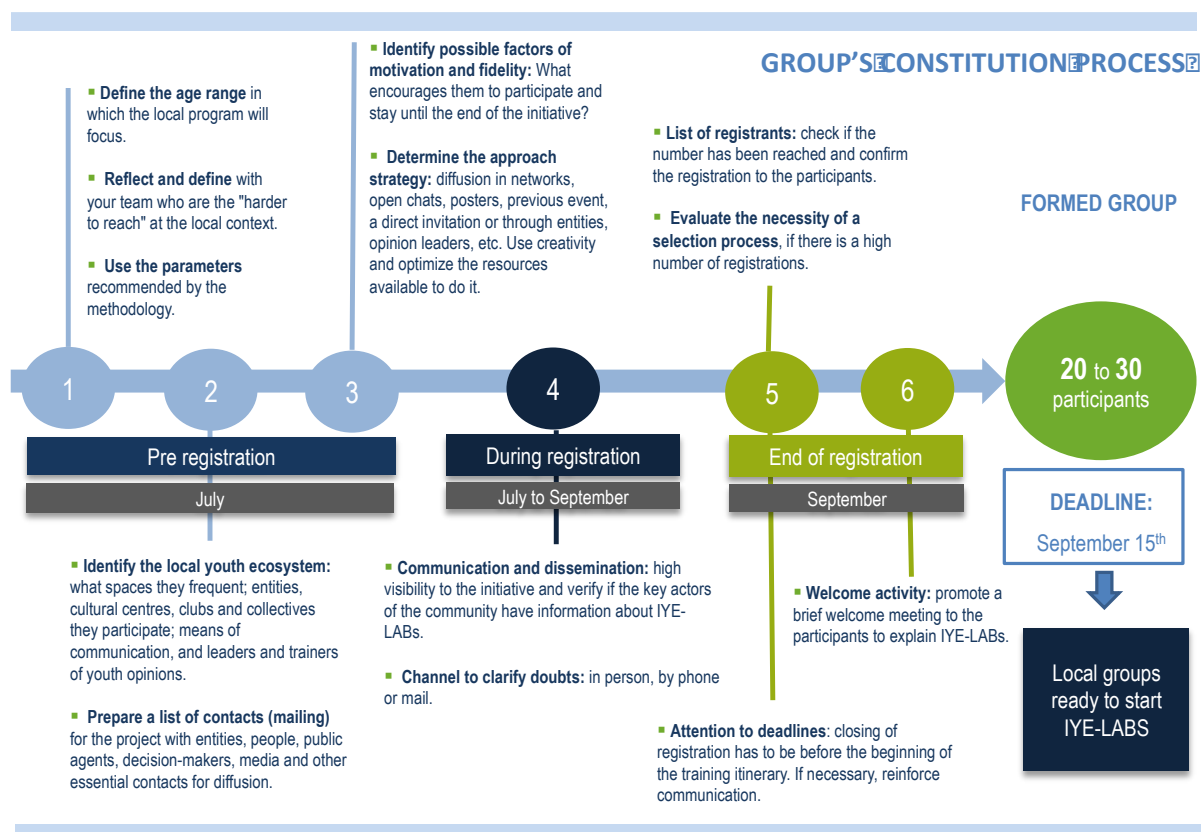 GROUP'S CONSTITUTION PROCESS
▪ Define the age range in
which the local program will
focus.
▪ Reflect and define with
your team who are the "harder
to reach" at the local context.
▪ Use the parameters
recommended by the
methodology.
▪ Identify possible factors of
motivation and fidelity: What
encourages them to participate and
stay until the end of the initiative?
▪ Determine the approach
strategy: diffusion in networks,
open chats, posters, previous event,
a direct invitation or through entities,
opinion leaders, etc. Use creativity
and optimize the resources
available to do it.
▪ List of registrants: check if the
number has been reached and confirm
the registration to the participants.
▪ Evaluate the necessity of a
selection process, if there is a high
number of registrations.
FORMED GROUP
1
2
3
4
5
6
20 to 30
participants
Pre registration
July
During registration
July to September
End of registration
September
DEADLINE:
September 15th
▪ Identify the local youth ecosystem:
what spaces they frequent; entities,
cultural centres, clubs and collectives
they participate; means of
communication, and leaders and trainers
of youth opinions.
▪ Prepare a list of contacts (mailing)
for the project with entities, people, public
agents, decision-makers, media and other
essential contacts for diffusion.
▪ Communication and dissemination: high
visibility to the initiative and verify if the key actors
of the community have information about IYE-
LABs.
▪ Channel to clarify doubts: in person, by phone
or mail.
▪ Welcome activity: promote a
brief welcome meeting to the
participants to explain IYE-LABs.
▪ Attention to deadlines: closing of
registration has to be before the beginning of
the training itinerary. If necessary, reinforce
communication.
Local groups
ready to start
IYE-LABS